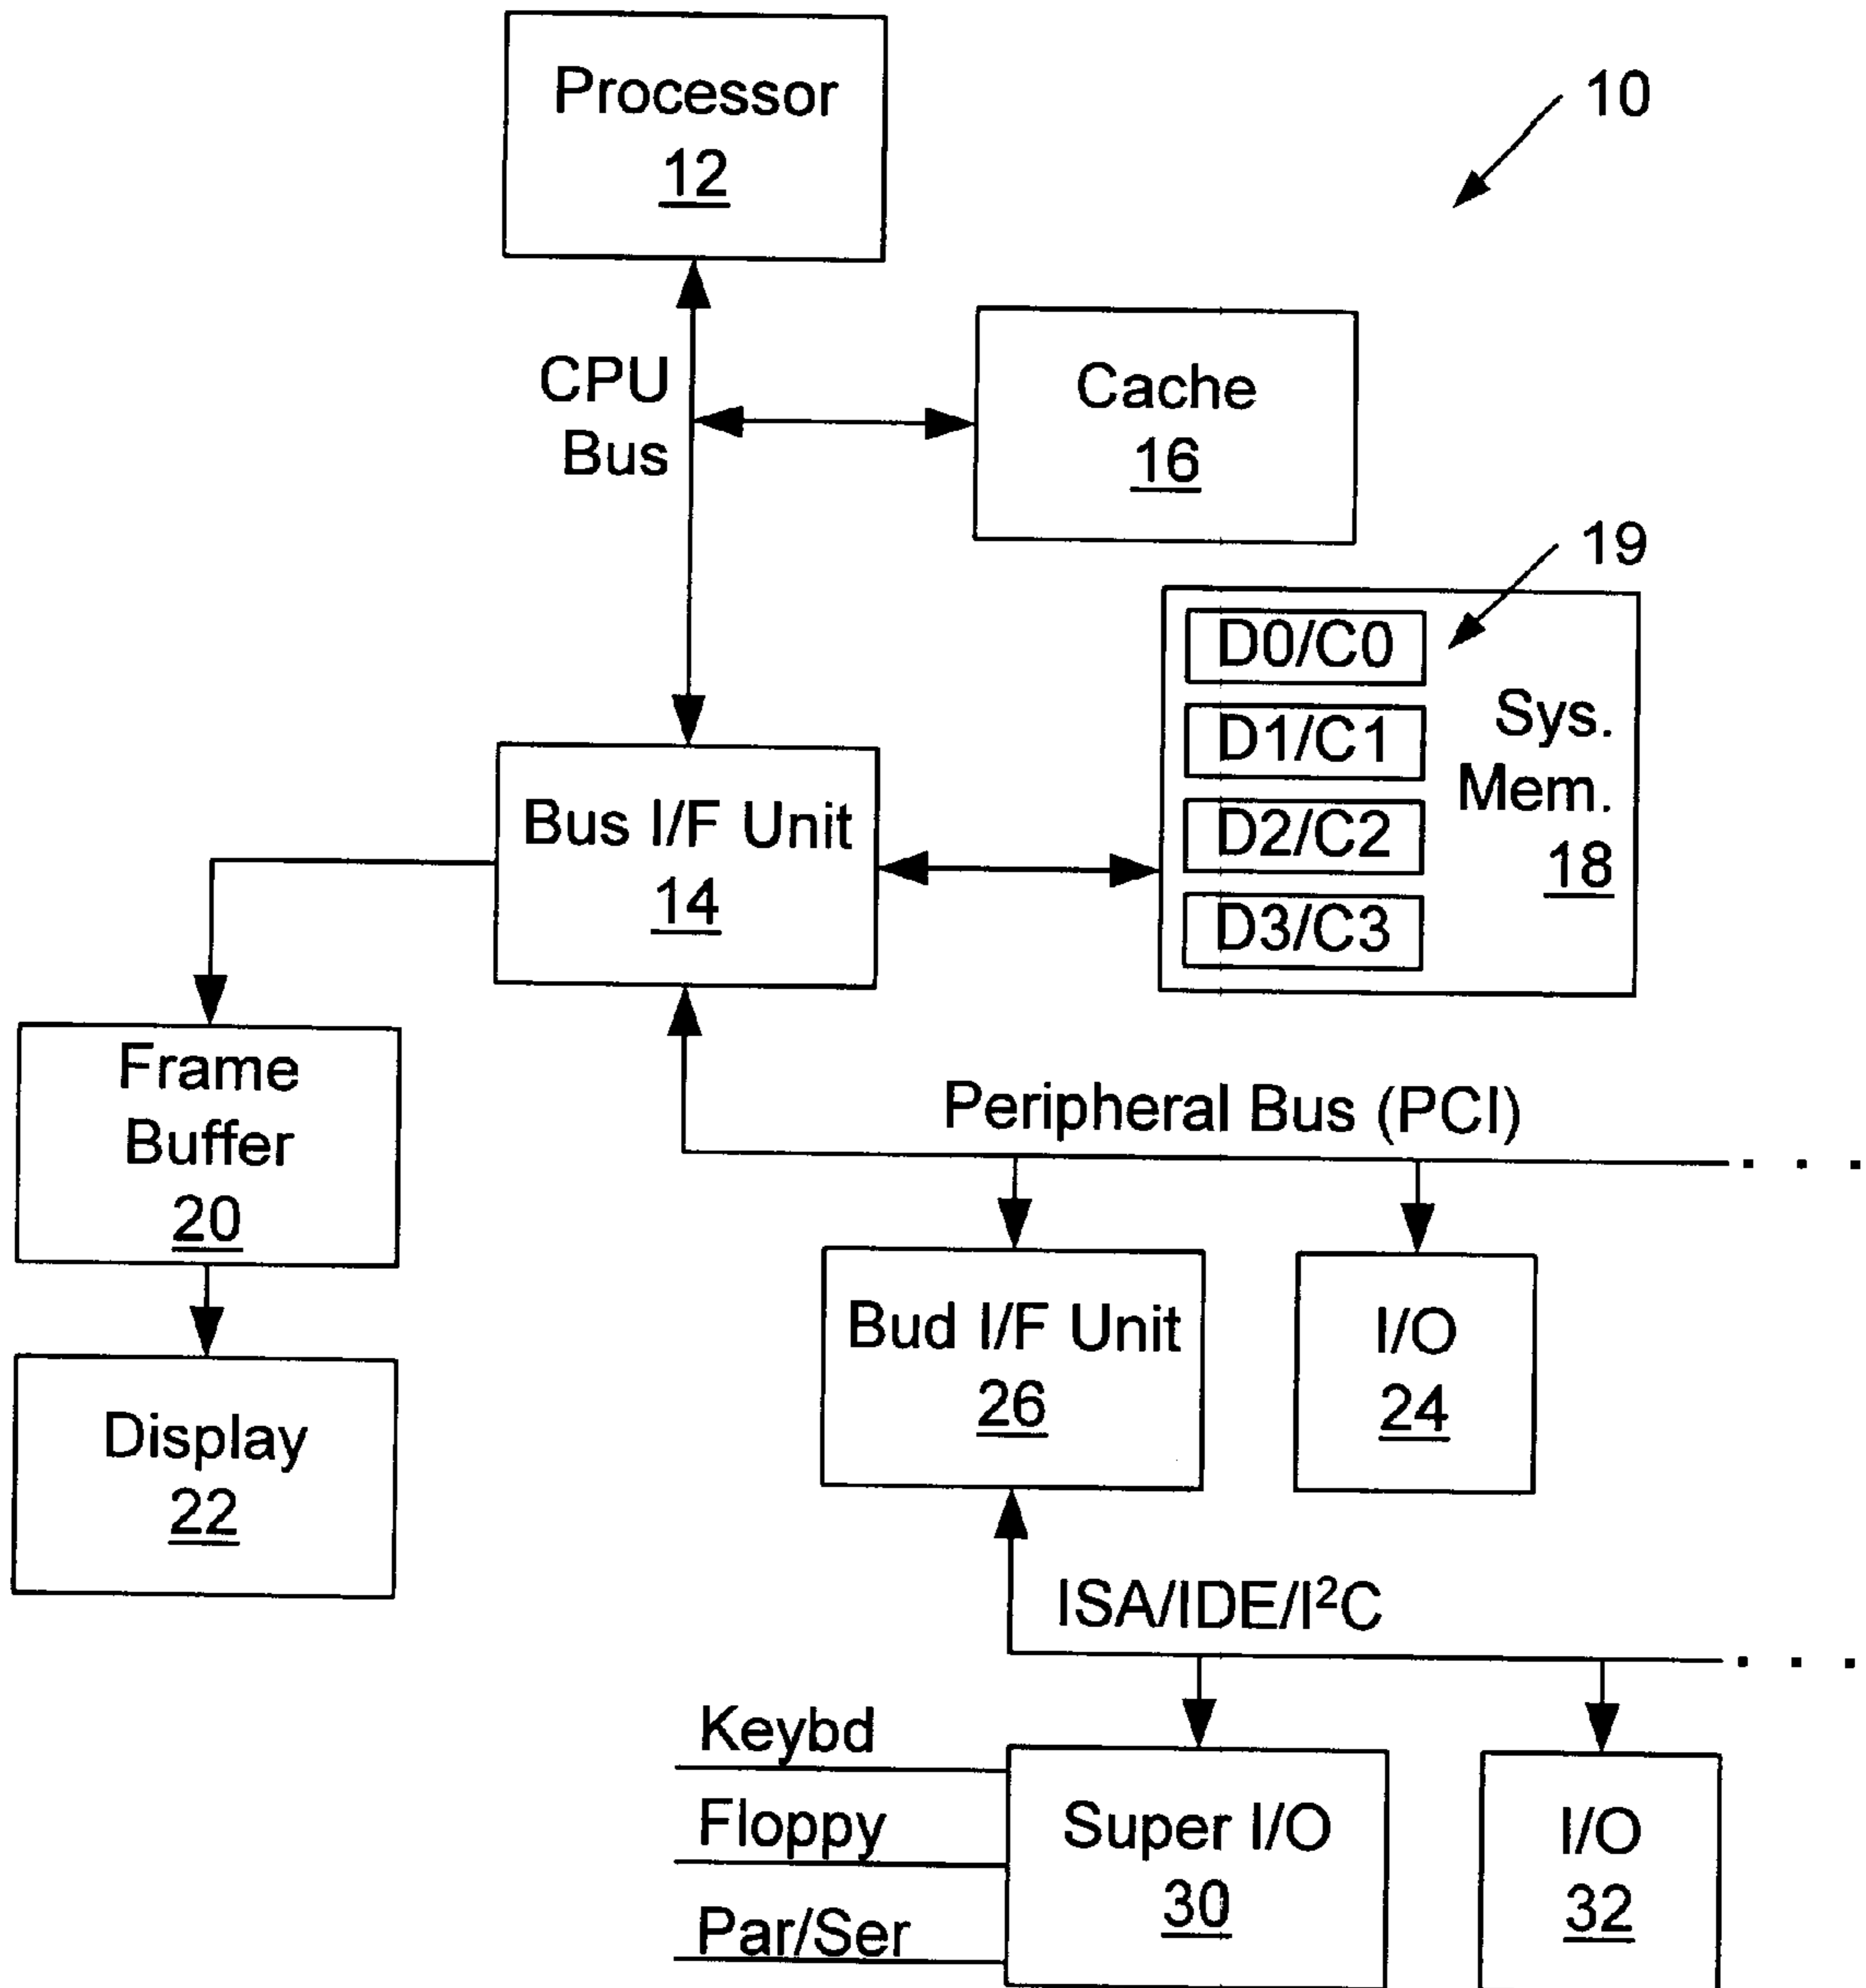 Processor
12
10
CPU
Bus
Cache
16
19
D0/C0
D1/C1
D2/C2
D3/C3
Sys.
Mem.
18
Bus I/F Unit
14
Frame
Buffer
20
Peripheral Bus (PCI)
Bud I/F Unit
26
I/O
24
Display
22
ISA/IDE/I²C
Keybd
Floppy
Par/Ser
Super I/O
30
I/O
32